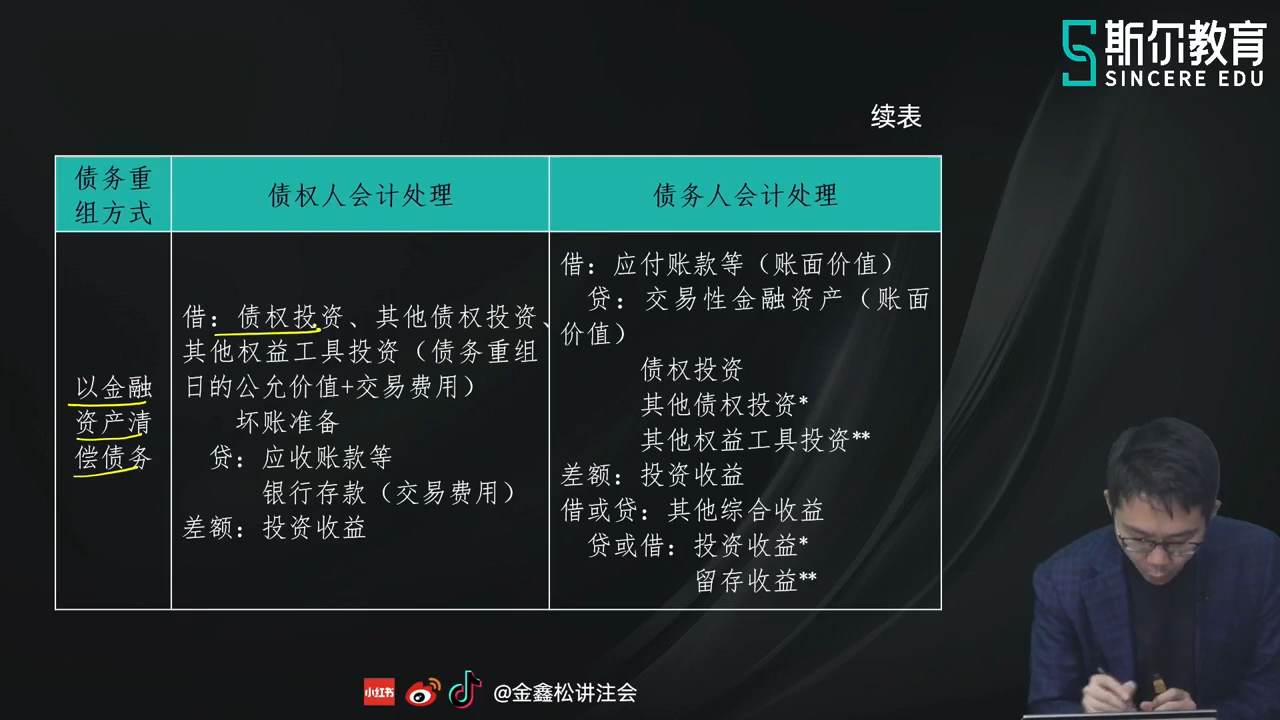 斯尔教育
SINCERE EDU
续表
债务重
组方式
债权人会计处理
债务人会计处理
以金融
资产清
偿债务
借：债权投资、其他债权投资、
其他权益工具投资（债务重组
日的公允价值+交易费用）
坏账准备
贷：应收账款等
银行存款（交易费用）
差额：投资收益
借：应付账款等（账面价值）
贷：交易性金融资产（账面
价值）
债权投资
其他债权投资*
其他权益工具投资**
差额：投资收益
借或贷：其他综合收益
贷或借：投资收益*
留存收益**
小红书
@金鑫松讲注会